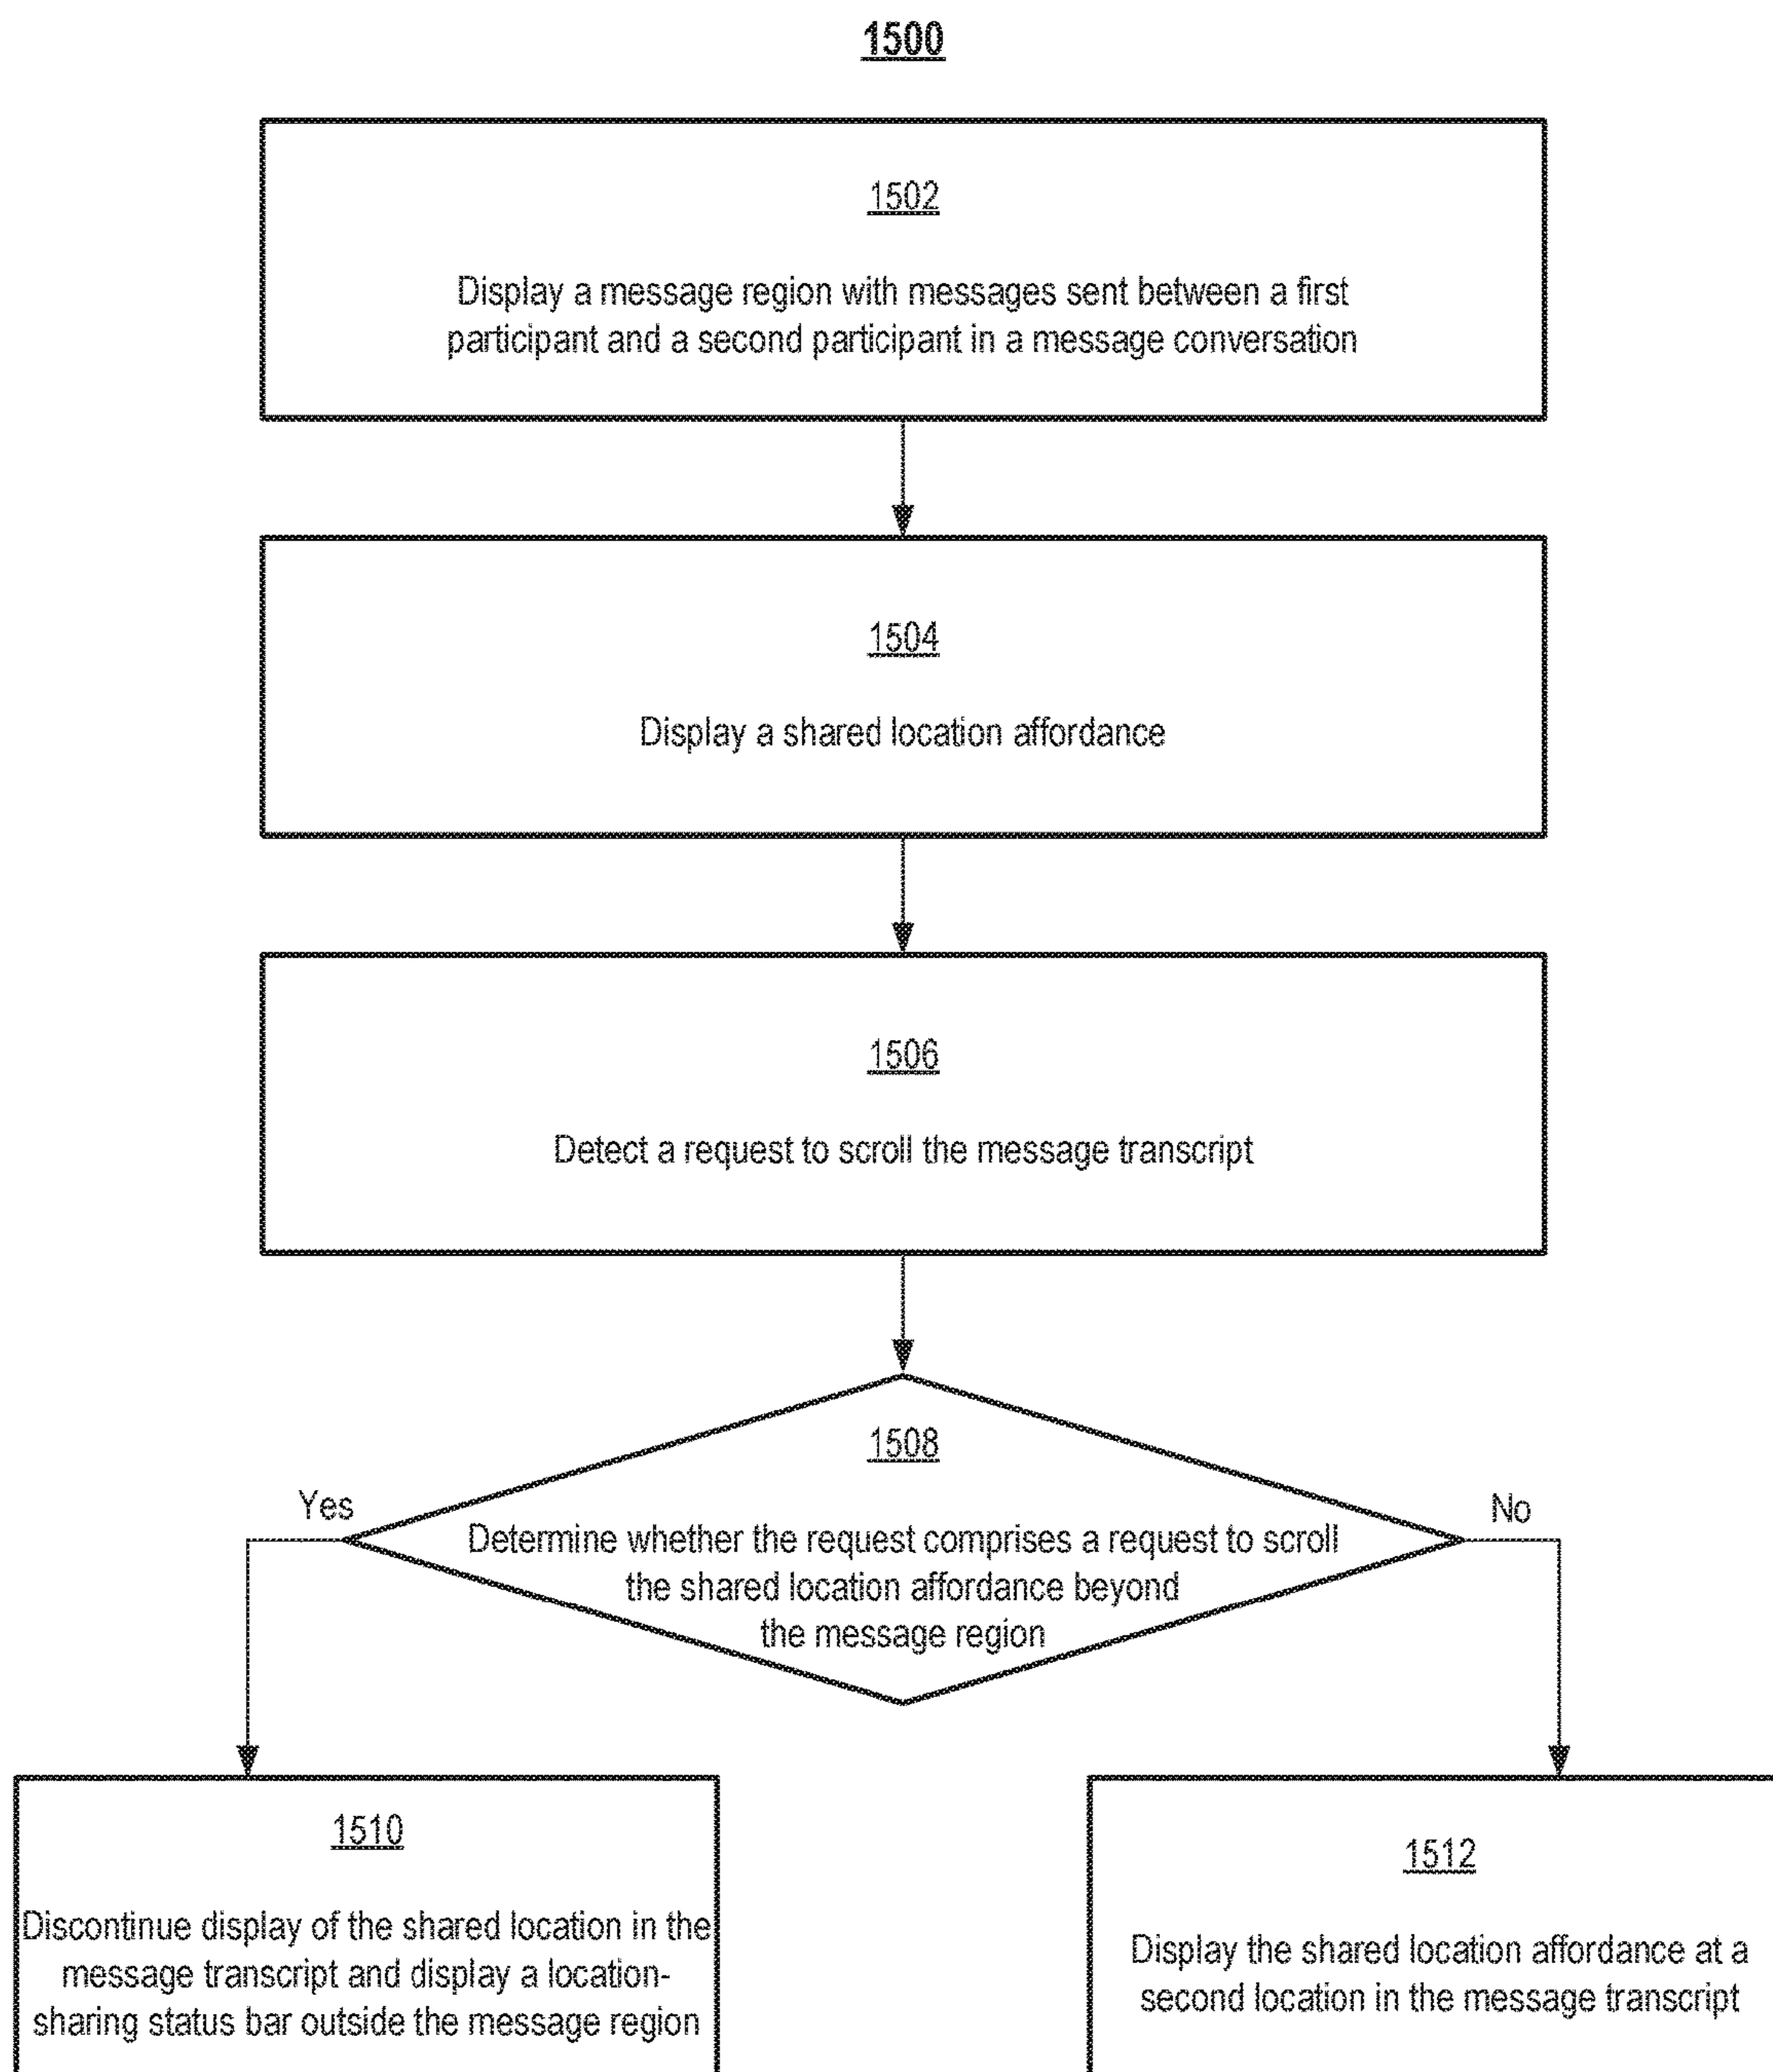 1500
1502
Display a message region with messages sent between a first
participant and a second participant in a message conversation
1504
Display a shared location affordance
1506
Detect a request to scroll the message transcript
1508
Yes
No
Determine whether the request comprises a request to scroll
the shared location affordance beyond
the message region
1510
Discontinue display of the shared location in the
message transcript and display a location-
sharing status bar outside the message region
1512
Display the shared location affordance at a
second location in the message transcript